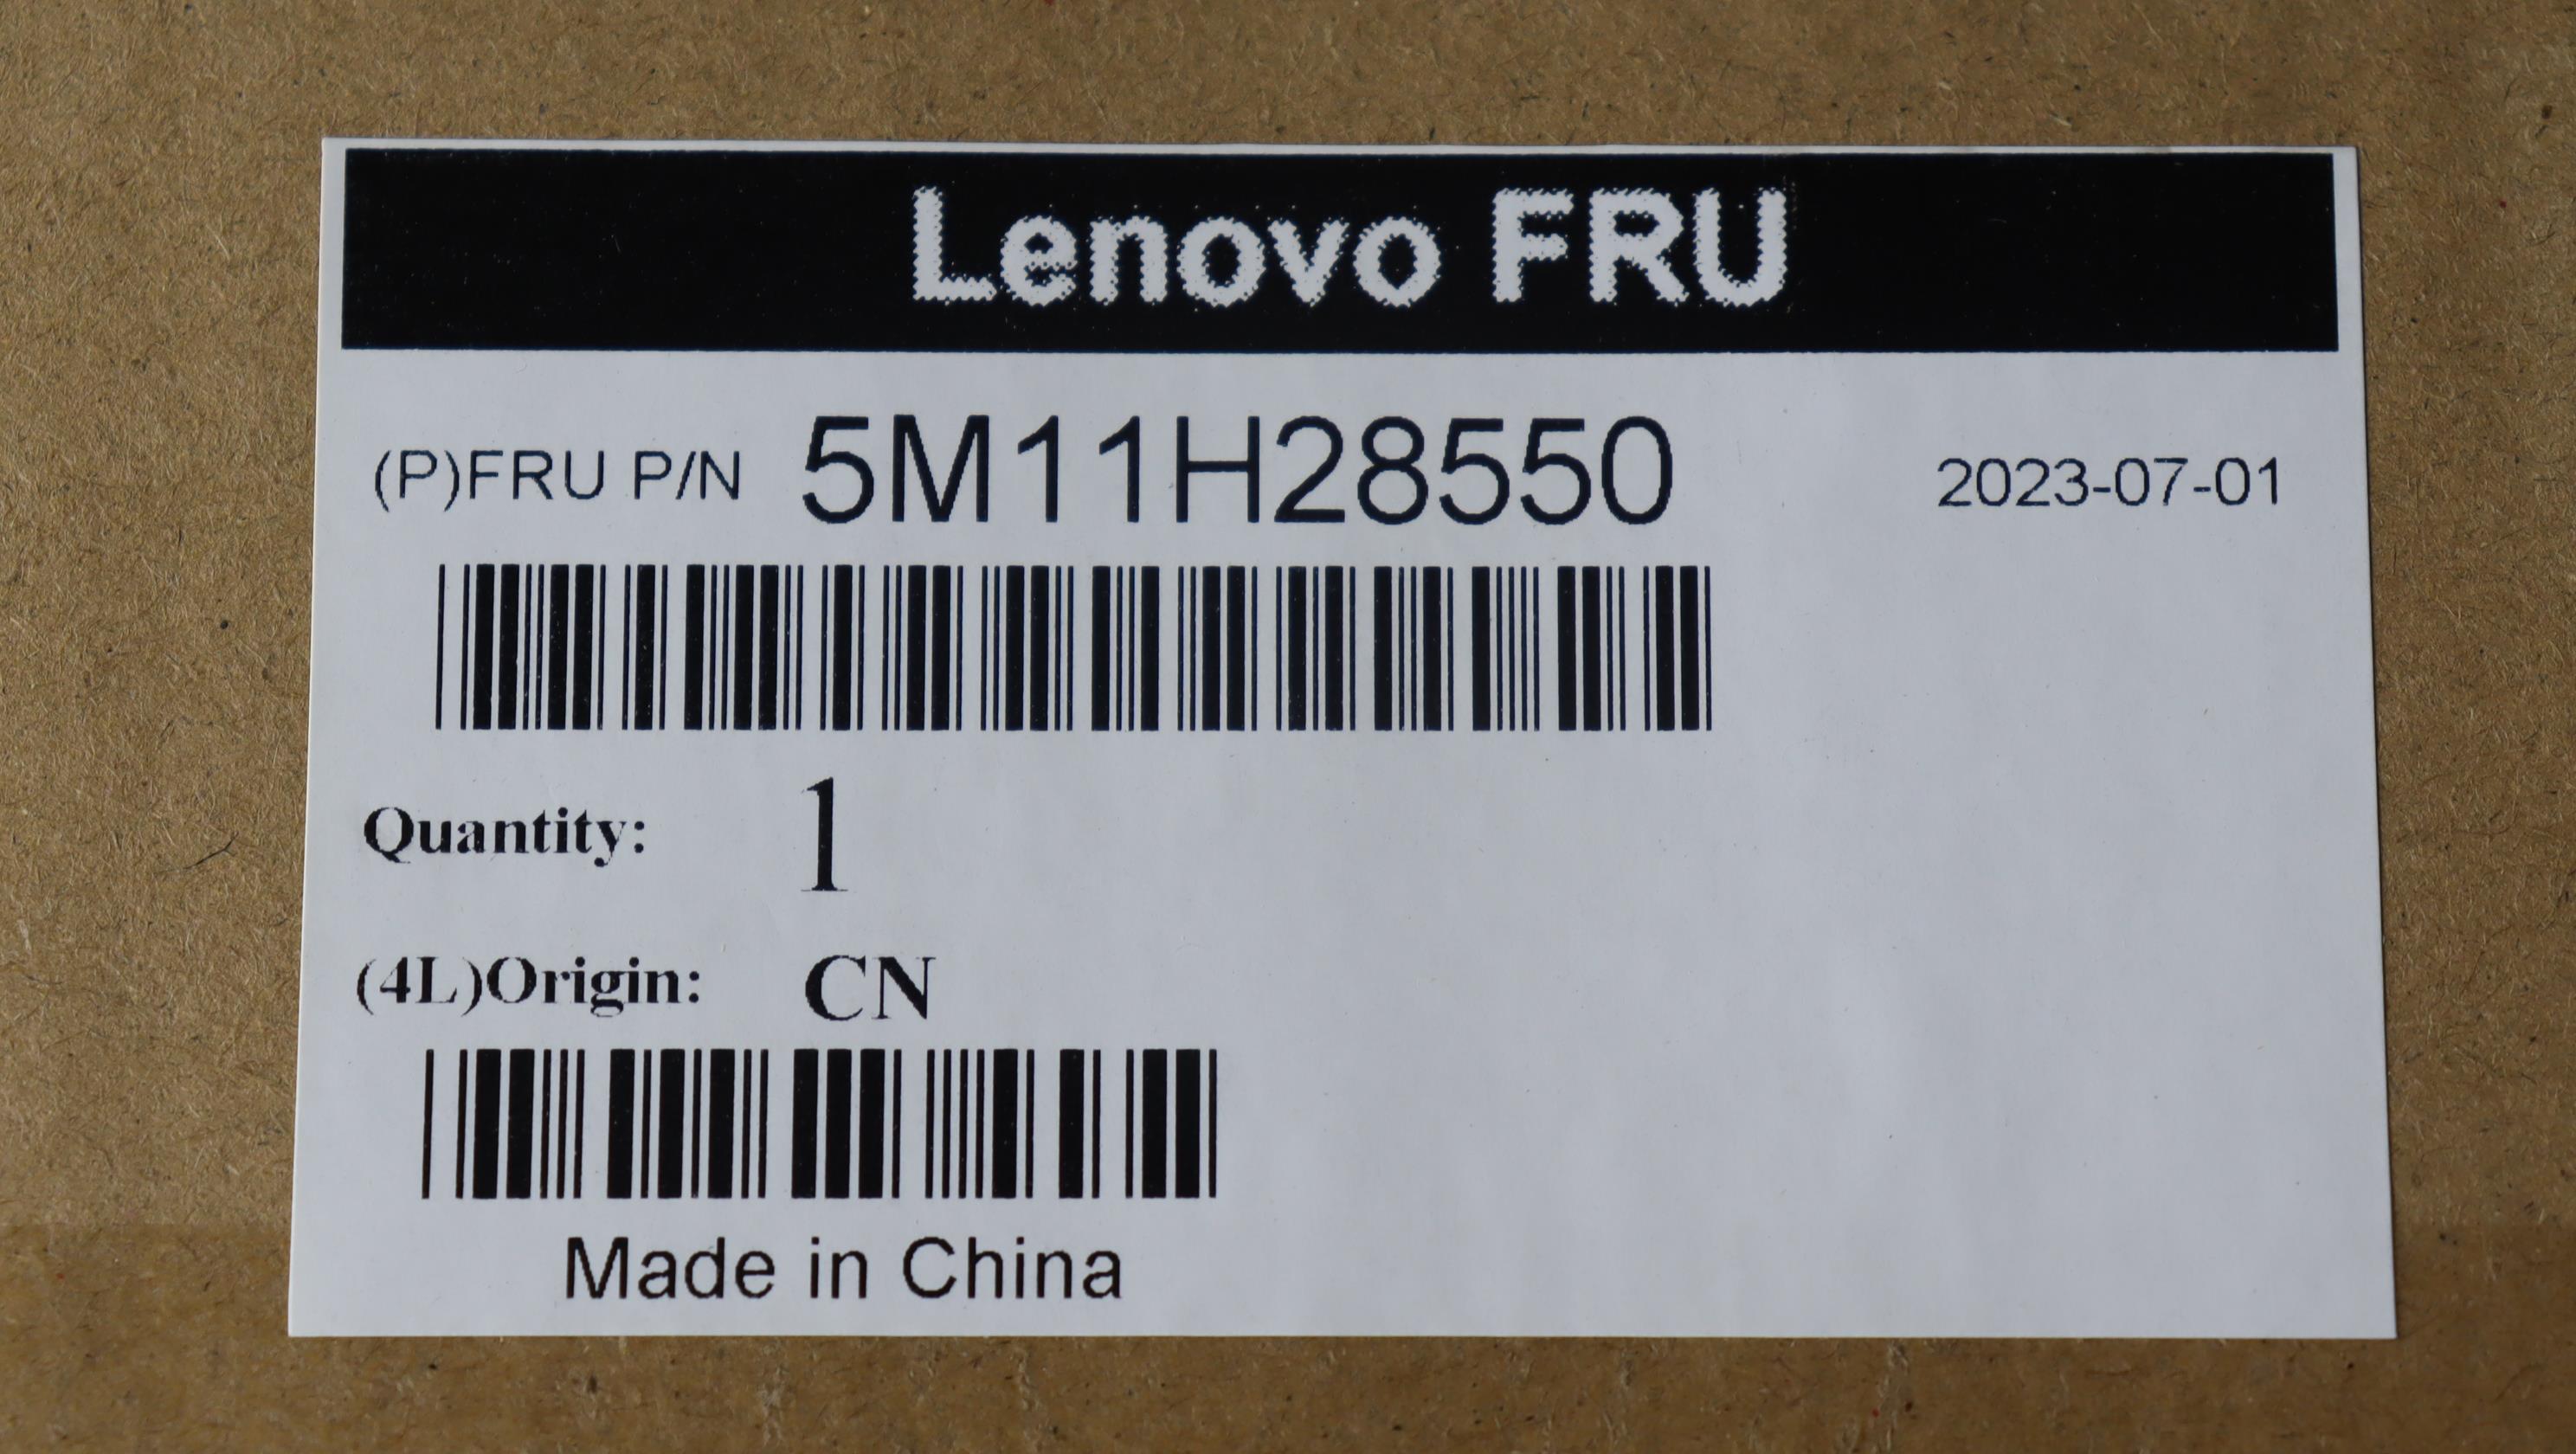 Lenovo FRU
(P)FRU P/N 5M11H28550 2023-07-01
Quantity: 1
(4L)Origin: CN
Made in China